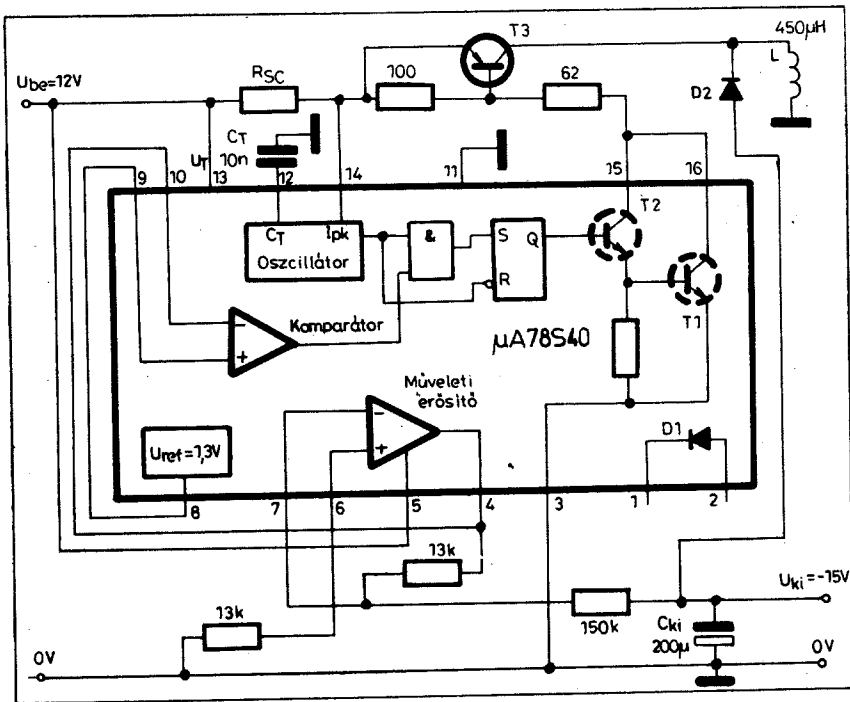 T3
450µH
Ube=12V
RSC
100
62
L
D2
CT
10n
UT
9
10
13
12
14
11
15
16
T2
CT
Ipk
Oszcillátor
&
S
Q
R
T1
Komparátor
−
+
µA78S40
Műveleti
erősítő
−
+
D1
Uref=1,3V
8
7
6
5
4
3
1
2
13k
Uki=-15V
13k
150k
Cki
200µ
0V
0V